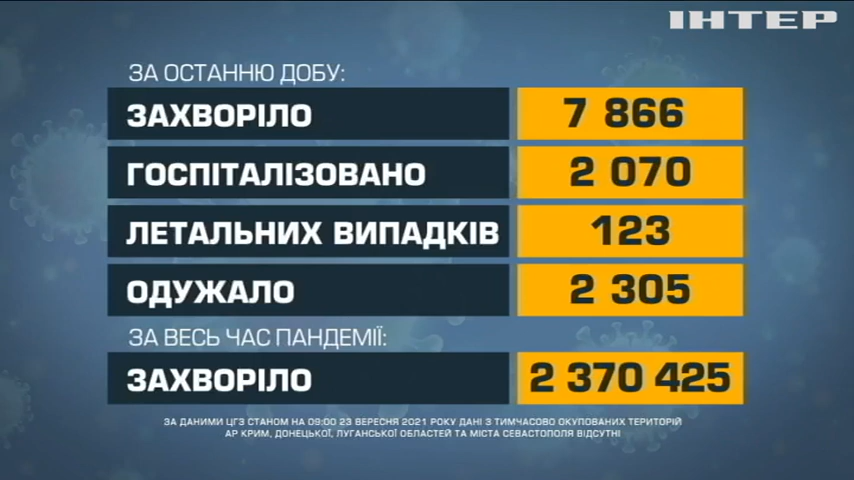 ІНТЕР
ЗА ОСТАННЮ ДОБУ:
ЗАХВОРІЛО 7 866
ГОСПІТАЛІЗОВАНО 2 070
ЛЕТАЛЬНИХ ВИПАДКІВ 123
ОДУЖАЛО 2 305
ЗА ВЕСЬ ЧАС ПАНДЕМІЇ:
ЗАХВОРІЛО 2 370 425
ЗА ДАНИМИ ЦГЗ СТАНОМ НА 09:00 23 ВЕРЕСНЯ 2021 РОКУ ДАНІ З ТИМЧАСОВО ОКУПОВАНИХ ТЕРИТОРІЙ
АР КРИМ, ДОНЕЦЬКОЇ, ЛУГАНСЬКОЇ ОБЛАСТЕЙ ТА МІСТА СЕВАСТОПОЛЯ ВІДСУТНІ